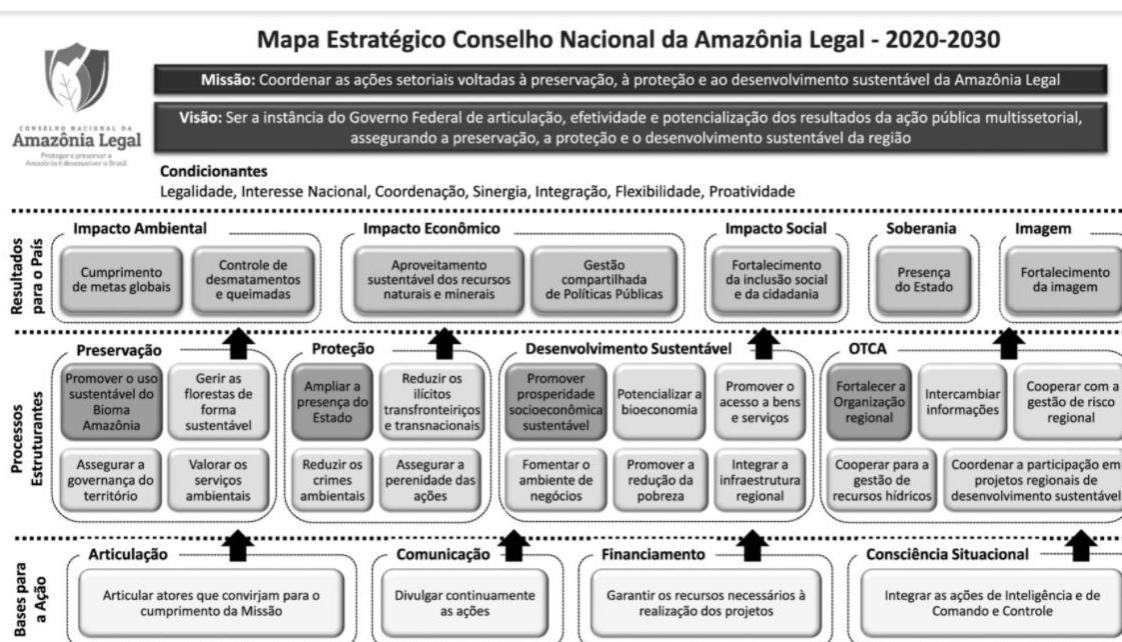 Mapa Estratégico Conselho Nacional da Amazônia Legal - 2020-2030
CONSELHO NACIONAL DA
Amazônia Legal
Proteger e preservar a
Amazônia é desenvolver o Brasil.
Missão: Coordenar as ações setoriais voltadas à preservação, à proteção e ao desenvolvimento sustentável da Amazônia Legal
Visão: Ser a instância do Governo Federal de articulação, efetividade e potencialização dos resultados da ação pública multissetorial,
assegurando a preservação, a proteção e o desenvolvimento sustentável da região
Condicionantes
Legalidade, Interesse Nacional, Coordenação, Sinergia, Integração, Flexibilidade, Proatividade
Resultados
para o País
Impacto Ambiental
Cumprimento
de metas globais
Controle de
desmatamentos
e queimadas
Impacto Econômico
Aproveitamento
sustentável dos recursos
naturais e minerais
Gestão
compartilhada
de Políticas Públicas
Impacto Social
Fortalecimento
da inclusão social
e da cidadania
Soberania
Presença
do Estado
Imagem
Fortalecimento
da imagem
Processos
Estruturantes
Preservação
Promover o uso
sustentável do
Bioma
Amazônia
Gerir as
florestas de
forma
sustentável
Assegurar a
governança do
território
Valorar os
serviços
ambientais
Proteção
Ampliar a
presença do
Estado
Reduzir os
ilícitos
transfronteiriços
e transnacionais
Reduzir os
crimes
ambientais
Assegurar a
perenidade das
ações
Desenvolvimento Sustentável
Promover
prosperidade
socioeconômica
sustentável
Potencializar a
bioeconomia
Promover o
acesso a bens
e serviços
Fomentar o
ambiente de
negócios
Promover a
redução da
pobreza
Integrar a
infraestrutura
regional
OTCA
Fortalecer a
Organização
regional
Intercambiar
informações
Cooperar com a
gestão de risco
regional
Cooperar para a
gestão de
recursos hídricos
Coordenar a participação em
projetos regionais de
desenvolvimento sustentável
Bases para
a Ação
Articulação
Articular atores que convirjam para o
cumprimento da Missão
Comunicação
Divulgar continuamente
as ações
Financiamento
Garantir os recursos necessários à
realização dos projetos
Consciência Situacional
Integrar as ações de Inteligência e de
Comando e Controle